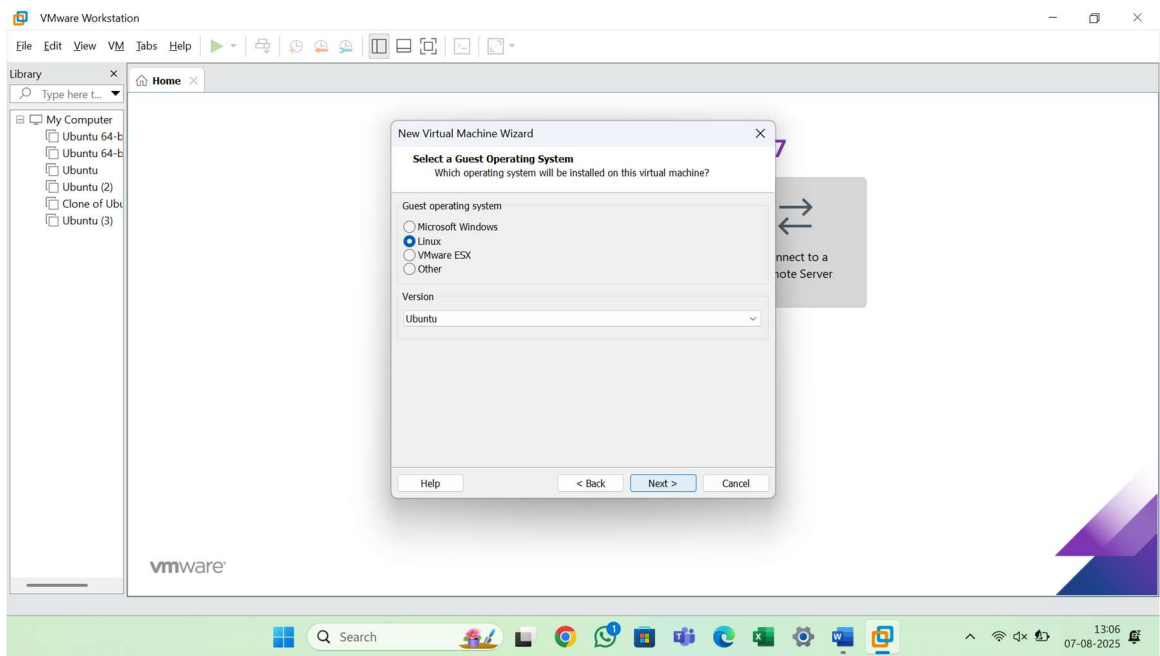 VMware Workstation
File Edit View VM Tabs Help
Library
Type here t...
Home
My Computer
Ubuntu 64-b
Ubuntu 64-b
Ubuntu
Ubuntu (2)
Clone of Ubu
Ubuntu (3)
7
nnect to a
note Server
New Virtual Machine Wizard
Select a Guest Operating System
Which operating system will be installed on this virtual machine?
Guest operating system
Microsoft Windows
Linux
VMware ESX
Other
Version
Ubuntu
Help < Back Next > Cancel
vmware
Search
1
13:06
07-08-2025